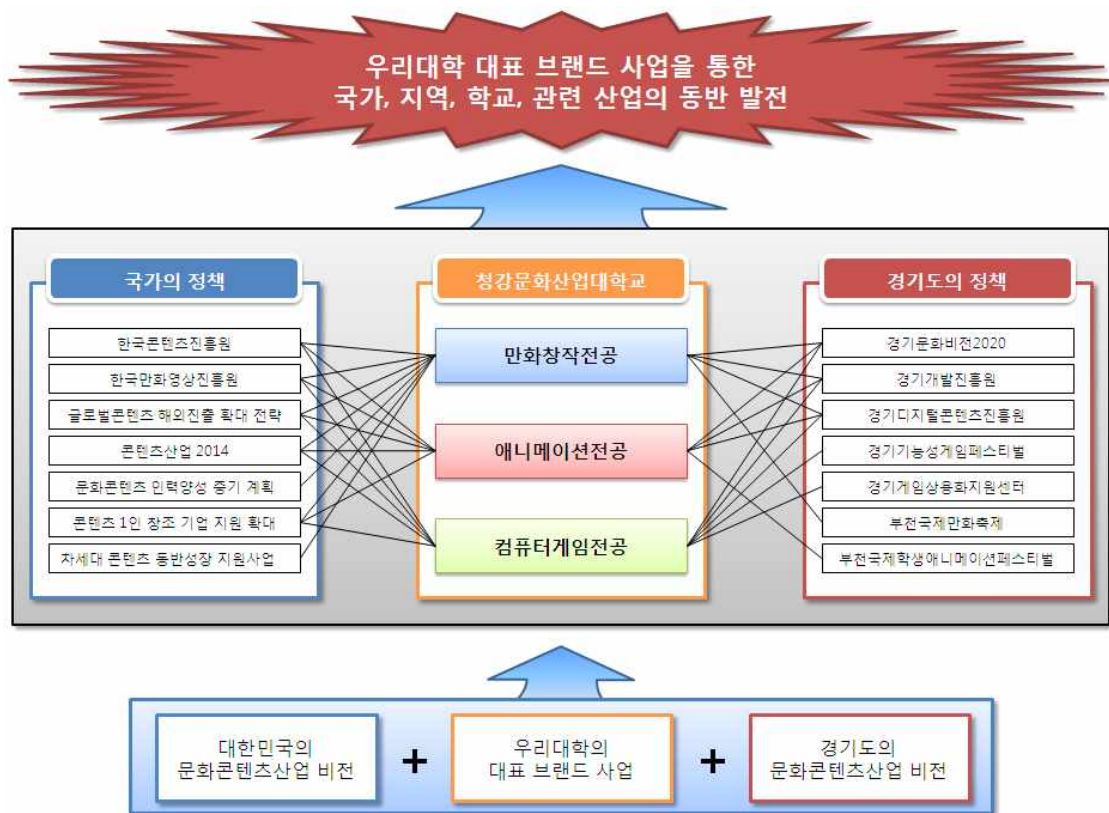 우리대학 대표 브랜드 사업을 통한
국가, 지역, 학교, 관련 산업의 동반 발전
국가의 정책
한국콘텐츠진흥원
한국만화영상진흥원
글로벌콘텐츠 해외진출 확대 전략
콘텐츠산업 2014
문화콘텐츠 인력양성 중기 계획
콘텐츠 1인 창조 기업 지원 확대
차세대 콘텐츠 동반성장 지원사업
청강문화산업대학교
만화창작전공
애니메이션전공
컴퓨터게임전공
경기도의 정책
경기문화비전2020
경기개발진흥원
경기디지털콘텐츠진흥원
경기기능성게임페스티벌
경기게임상용화지원센터
부천국제만화축제
부천국제학생애니메이션페스티벌
대한민국의
문화콘텐츠산업 비전
+
우리대학의
대표 브랜드 사업
+
경기도의
문화콘텐츠산업 비전